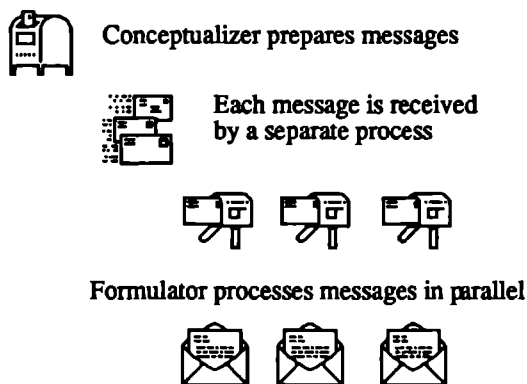 Conceptualizer prepares messages
Each message is received
by a separate process
Formulator processes messages in parallel